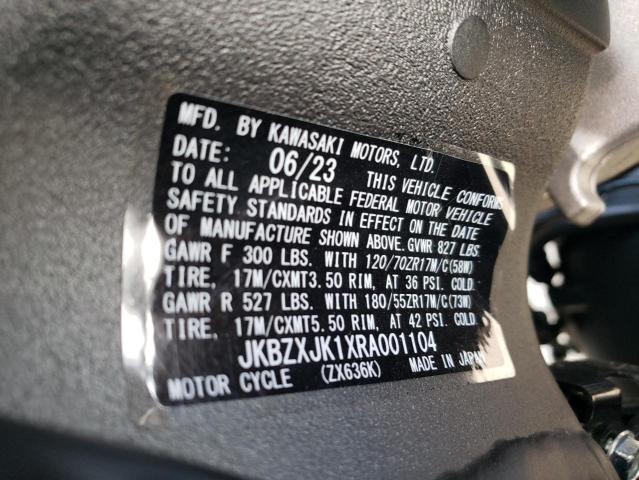 MFD. BY KAWASAKI MOTORS, LTD.
DATE: 06/23 THIS VEHICLE CONFORMS
TO ALL APPLICABLE FEDERAL MOTOR VEHICLE
SAFETY STANDARDS IN EFFECT ON THE DATE
OF MANUFACTURE SHOWN ABOVE. GVWR 827 LBS.
GAWR F 300 LBS. WITH 120/70ZR17M/C(58W)
TIRE, 17M/CXMT3.50 RIM, AT 36 PSI. COLD.
GAWR R 527 LBS. WITH 180/55ZR17M/C(73W)
TIRE, 17M/CXMT5.50 RIM, AT 42 PSI. COLD.
JKBZXJK1XRA001104
MOTOR CYCLE (ZX636K) MADE IN JAPAN